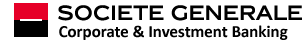 SOCIETE GENERALE
Corporate & Investment Banking